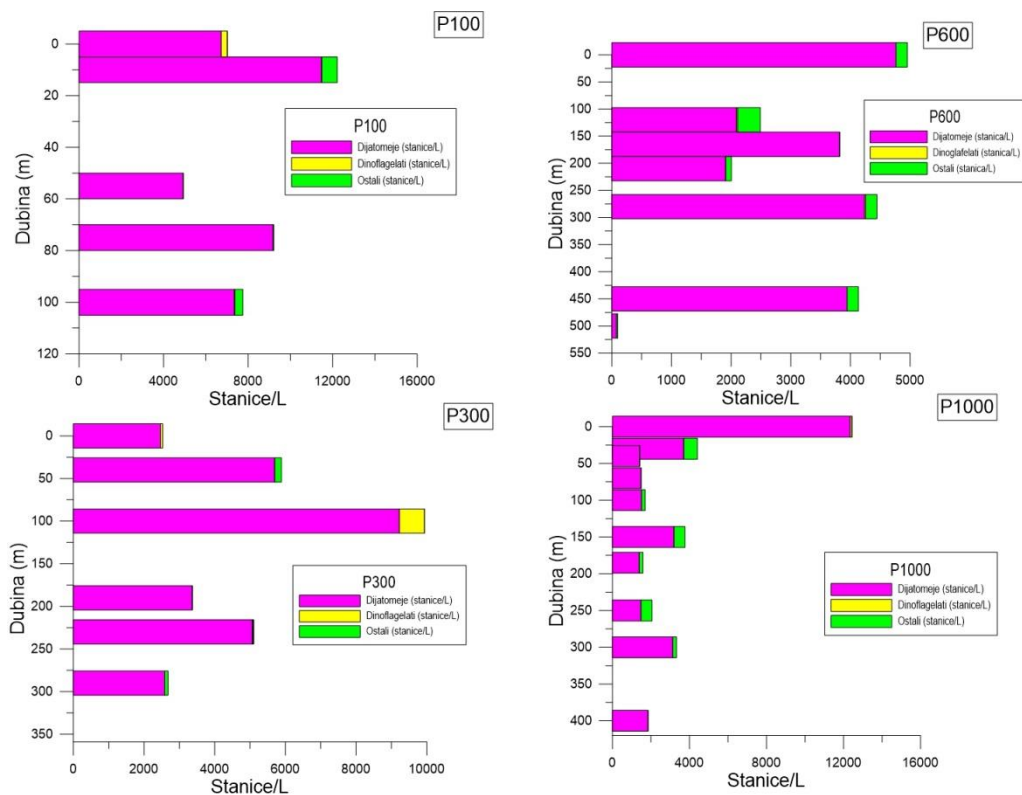 P100
0
20
40
60
80
100
120
Dubina (m)
0 4000 8000 12000 16000
Stanice/L
P100
Dijatomeje (stanice/L)
Dinoflagelati (stanice/L)
Ostali (stanice/L)
P600
0
50
100
150
200
250
300
350
400
450
500
550
Dubina (m)
0 1000 2000 3000 4000 5000
Stanice/L
P600
Dijatomeje (stanica/L)
Dinoglafelati (stanica/L)
Ostali (stanica/L)
P300
0
50
100
150
200
250
300
350
Dubina (m)
0 2000 4000 6000 8000 10000
Stanice/L
P300
Dijatomeje (stanice/L)
Dinoflagelati (stanice/L)
Ostali (stanice/L)
P1000
0
50
100
150
200
250
300
350
400
Dubina (m)
0 4000 8000 12000 16000
Stanice/L
P1000
Dijatomeje (stanice/L)
Dinoflagelati (stanice/L)
Ostali (stanice/L)